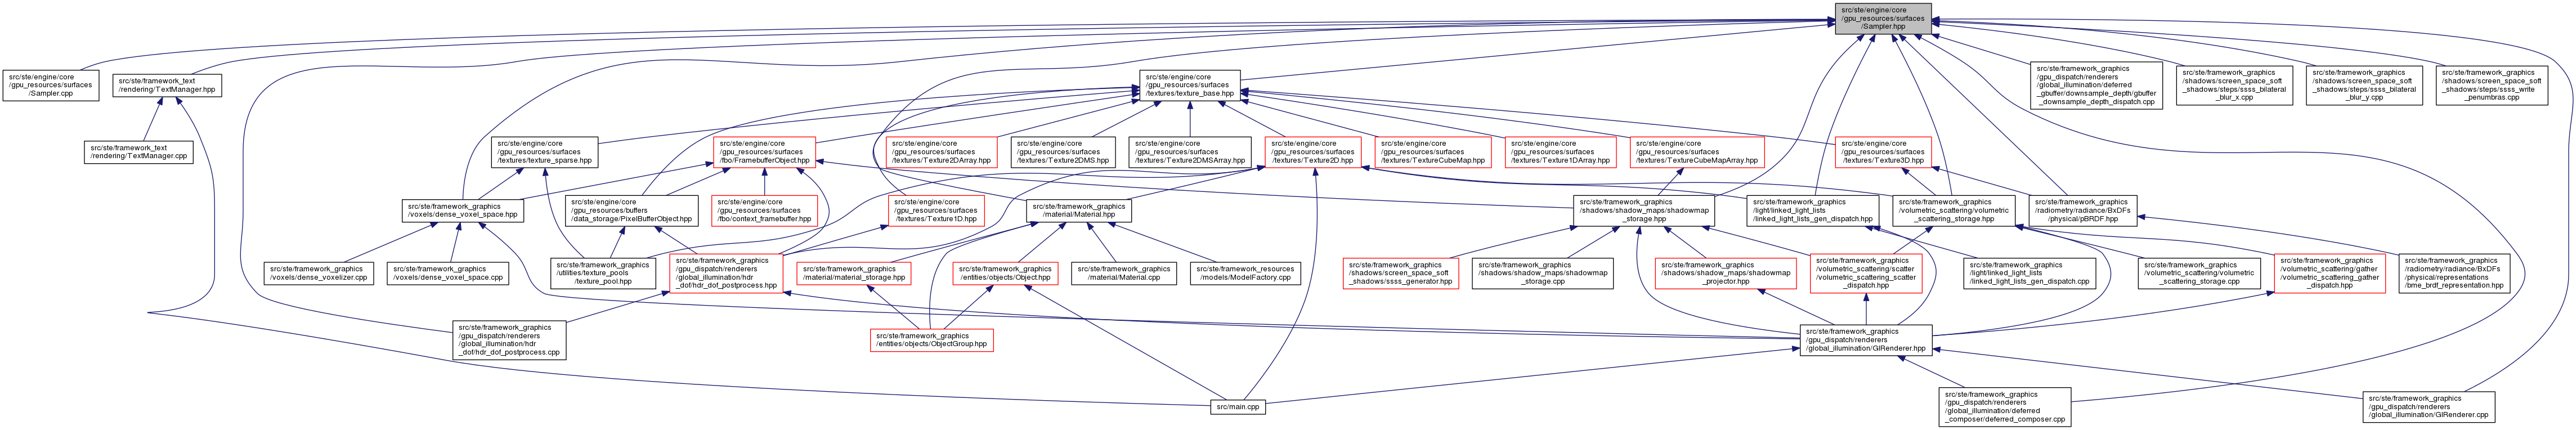 src/ste/engine/core
/gpu_resources/surfaces
/Sampler.hpp
src/ste/engine/core
/gpu_resources/surfaces
/Sampler.cpp
src/ste/framework_text
/rendering/TextManager.hpp
src/ste/engine/core
/gpu_resources/surfaces
/textures/texture_base.hpp
src/ste/framework_graphics
/gpu_dispatch/renderers
/global_illumination/deferred
_gbuffer/downsample_depth/gbuffer
_downsample_depth_dispatch.cpp
src/ste/framework_graphics
/shadows/screen_space_soft
_shadows/steps/ssss_bilateral
_blur_x.cpp
src/ste/framework_graphics
/shadows/screen_space_soft
_shadows/steps/ssss_bilateral
_blur_y.cpp
src/ste/framework_graphics
/shadows/screen_space_soft
_shadows/steps/ssss_write
_penumbras.cpp
src/ste/framework_text
/rendering/TextManager.cpp
src/ste/engine/core
/gpu_resources/surfaces
/textures/texture_sparse.hpp
src/ste/engine/core
/gpu_resources/surfaces
/fbo/FramebufferObject.hpp
src/ste/engine/core
/gpu_resources/surfaces
/textures/Texture2DArray.hpp
src/ste/engine/core
/gpu_resources/surfaces
/textures/Texture2DMS.hpp
src/ste/engine/core
/gpu_resources/surfaces
/textures/Texture2DMSArray.hpp
src/ste/engine/core
/gpu_resources/surfaces
/textures/Texture2D.hpp
src/ste/engine/core
/gpu_resources/surfaces
/textures/TextureCubeMap.hpp
src/ste/engine/core
/gpu_resources/surfaces
/textures/Texture1DArray.hpp
src/ste/engine/core
/gpu_resources/surfaces
/textures/TextureCubeMapArray.hpp
src/ste/engine/core
/gpu_resources/surfaces
/textures/Texture3D.hpp
src/ste/framework_graphics
/voxels/dense_voxel_space.hpp
src/ste/engine/core
/gpu_resources/buffers
/data_storage/PixelBufferObject.hpp
src/ste/engine/core
/gpu_resources/surfaces
/fbo/context_framebuffer.hpp
src/ste/engine/core
/gpu_resources/surfaces
/textures/Texture1D.hpp
src/ste/framework_graphics
/material/Material.hpp
src/ste/framework_graphics
/shadows/shadow_maps/shadowmap
_storage.hpp
src/ste/framework_graphics
/light/linked_light_lists
/linked_light_lists_gen_dispatch.hpp
src/ste/framework_graphics
/volumetric_scattering/volumetric
_scattering_storage.hpp
src/ste/framework_graphics
/radiometry/radiance/BxDFs
/physical/pBRDF.hpp
src/ste/framework_graphics
/voxels/dense_voxelizer.cpp
src/ste/framework_graphics
/voxels/dense_voxel_space.cpp
src/ste/framework_graphics
/utilities/texture_pools
/texture_pool.hpp
src/ste/framework_graphics
/gpu_dispatch/renderers
/global_illumination/hdr
_dof/hdr_dof_postprocess.hpp
src/ste/framework_graphics
/material/material_storage.hpp
src/ste/framework_graphics
/entities/objects/Object.hpp
src/ste/framework_graphics
/material/Material.cpp
src/ste/framework_resources
/models/ModelFactory.cpp
src/ste/framework_graphics
/shadows/screen_space_soft
_shadows/ssss_generator.hpp
src/ste/framework_graphics
/shadows/shadow_maps/shadowmap
_storage.cpp
src/ste/framework_graphics
/shadows/shadow_maps/shadowmap
_projector.hpp
src/ste/framework_graphics
/volumetric_scattering/scatter
/volumetric_scattering_scatter
_dispatch.hpp
src/ste/framework_graphics
/light/linked_light_lists
/linked_light_lists_gen_dispatch.cpp
src/ste/framework_graphics
/volumetric_scattering/volumetric
_scattering_storage.cpp
src/ste/framework_graphics
/volumetric_scattering/gather
/volumetric_scattering_gather
_dispatch.hpp
src/ste/framework_graphics
/radiometry/radiance/BxDFs
/physical/representations
/bme_brdf_representation.hpp
src/ste/framework_graphics
/gpu_dispatch/renderers
/global_illumination/hdr
_dof/hdr_dof_postprocess.cpp
src/ste/framework_graphics
/entities/objects/ObjectGroup.hpp
src/ste/framework_graphics
/gpu_dispatch/renderers
/global_illumination/GIRenderer.hpp
src/main.cpp
src/ste/framework_graphics
/gpu_dispatch/renderers
/global_illumination/deferred
_composer/deferred_composer.cpp
src/ste/framework_graphics
/gpu_dispatch/renderers
/global_illumination/GIRenderer.cpp